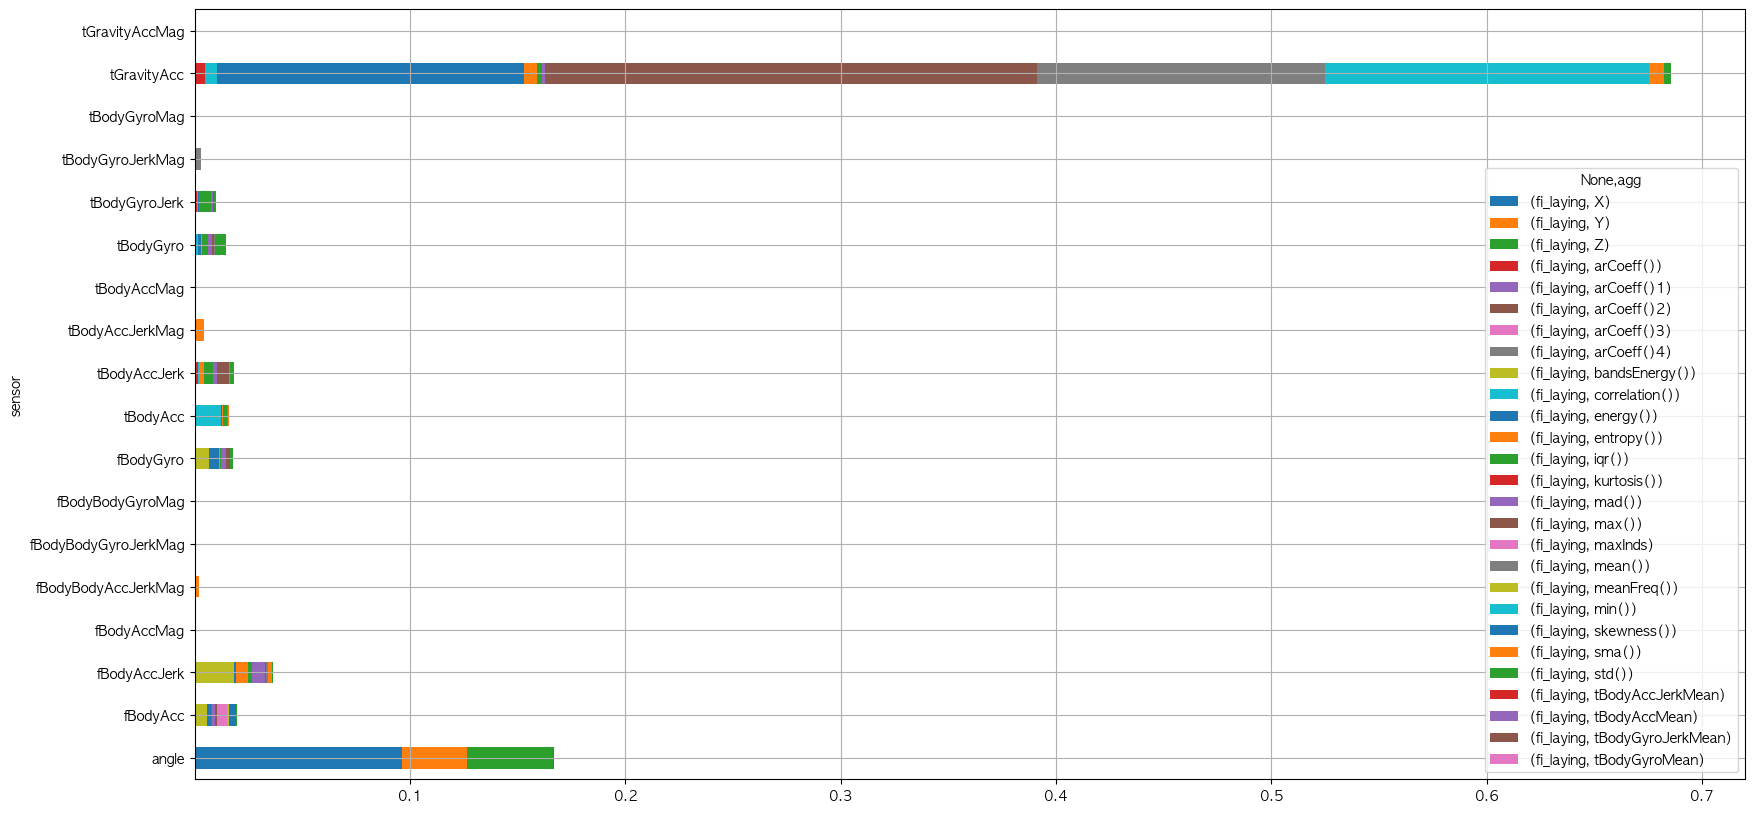 tGravityAccMag
tGravityAcc
tBodyGyroMag
tBodyGyroJerkMag
tBodyGyroJerk
tBodyGyro
tBodyAccMag
tBodyAccJerkMag
tBodyAccJerk
tBodyAcc
fBodyGyro
fBodyBodyGyroMag
fBodyBodyGyroJerkMag
fBodyBodyAccJerkMag
fBodyAccMag
fBodyAccJerk
fBodyAcc
angle
sensor
0.1 0.2 0.3 0.4 0.5 0.6 0.7
None,agg
(fi_laying, X)
(fi_laying, Y)
(fi_laying, Z)
(fi_laying, arCoeff())
(fi_laying, arCoeff()1)
(fi_laying, arCoeff()2)
(fi_laying, arCoeff()3)
(fi_laying, arCoeff()4)
(fi_laying, bandsEnergy())
(fi_laying, correlation())
(fi_laying, energy())
(fi_laying, entropy())
(fi_laying, iqr())
(fi_laying, kurtosis())
(fi_laying, mad())
(fi_laying, max())
(fi_laying, maxInds)
(fi_laying, mean())
(fi_laying, meanFreq())
(fi_laying, min())
(fi_laying, skewness())
(fi_laying, sma())
(fi_laying, std())
(fi_laying, tBodyAccJerkMean)
(fi_laying, tBodyAccMean)
(fi_laying, tBodyGyroJerkMean)
(fi_laying, tBodyGyroMean)